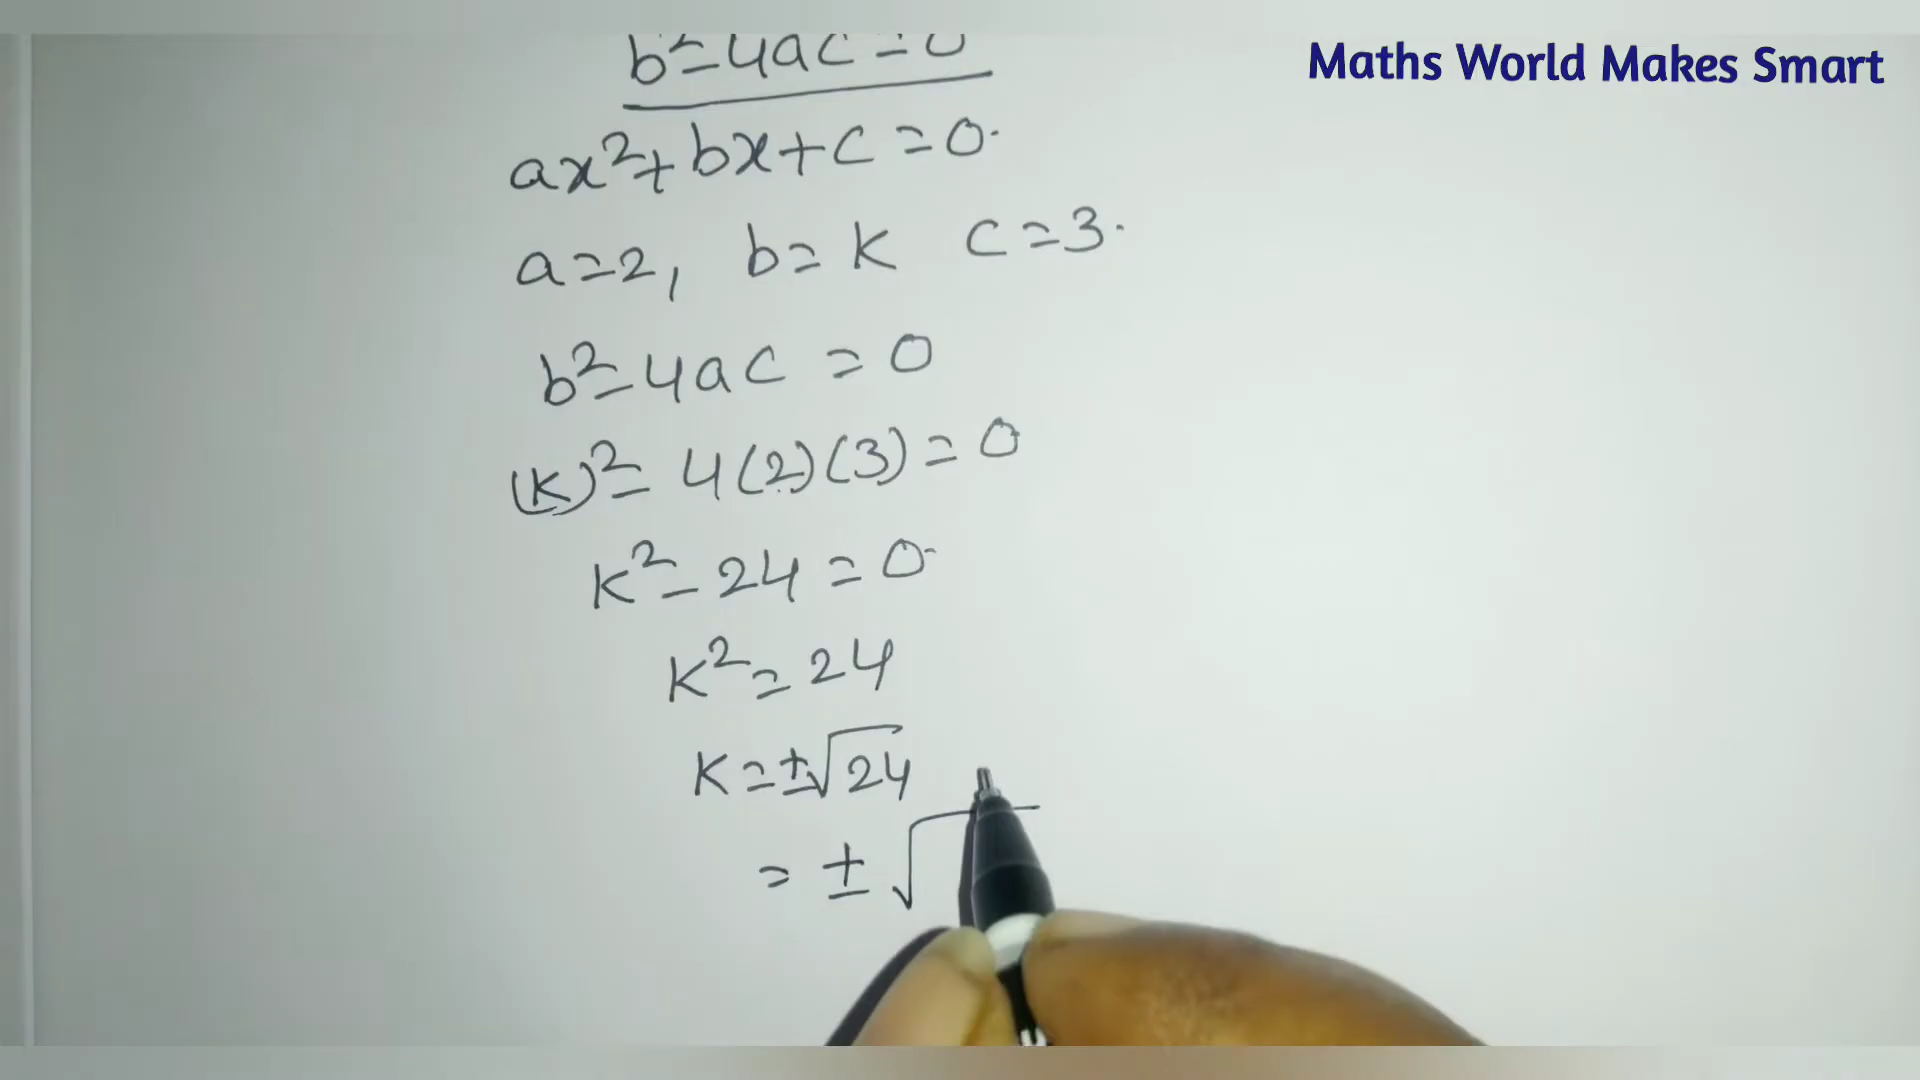 b²-4ac=0
Maths World Makes Smart
ax²+bx+c=0.
a=2, b=K c=3.
b²-4ac=0
(K)²-4(2)(3)=0
K²-24=0
K²=24
K=±√24
=±√